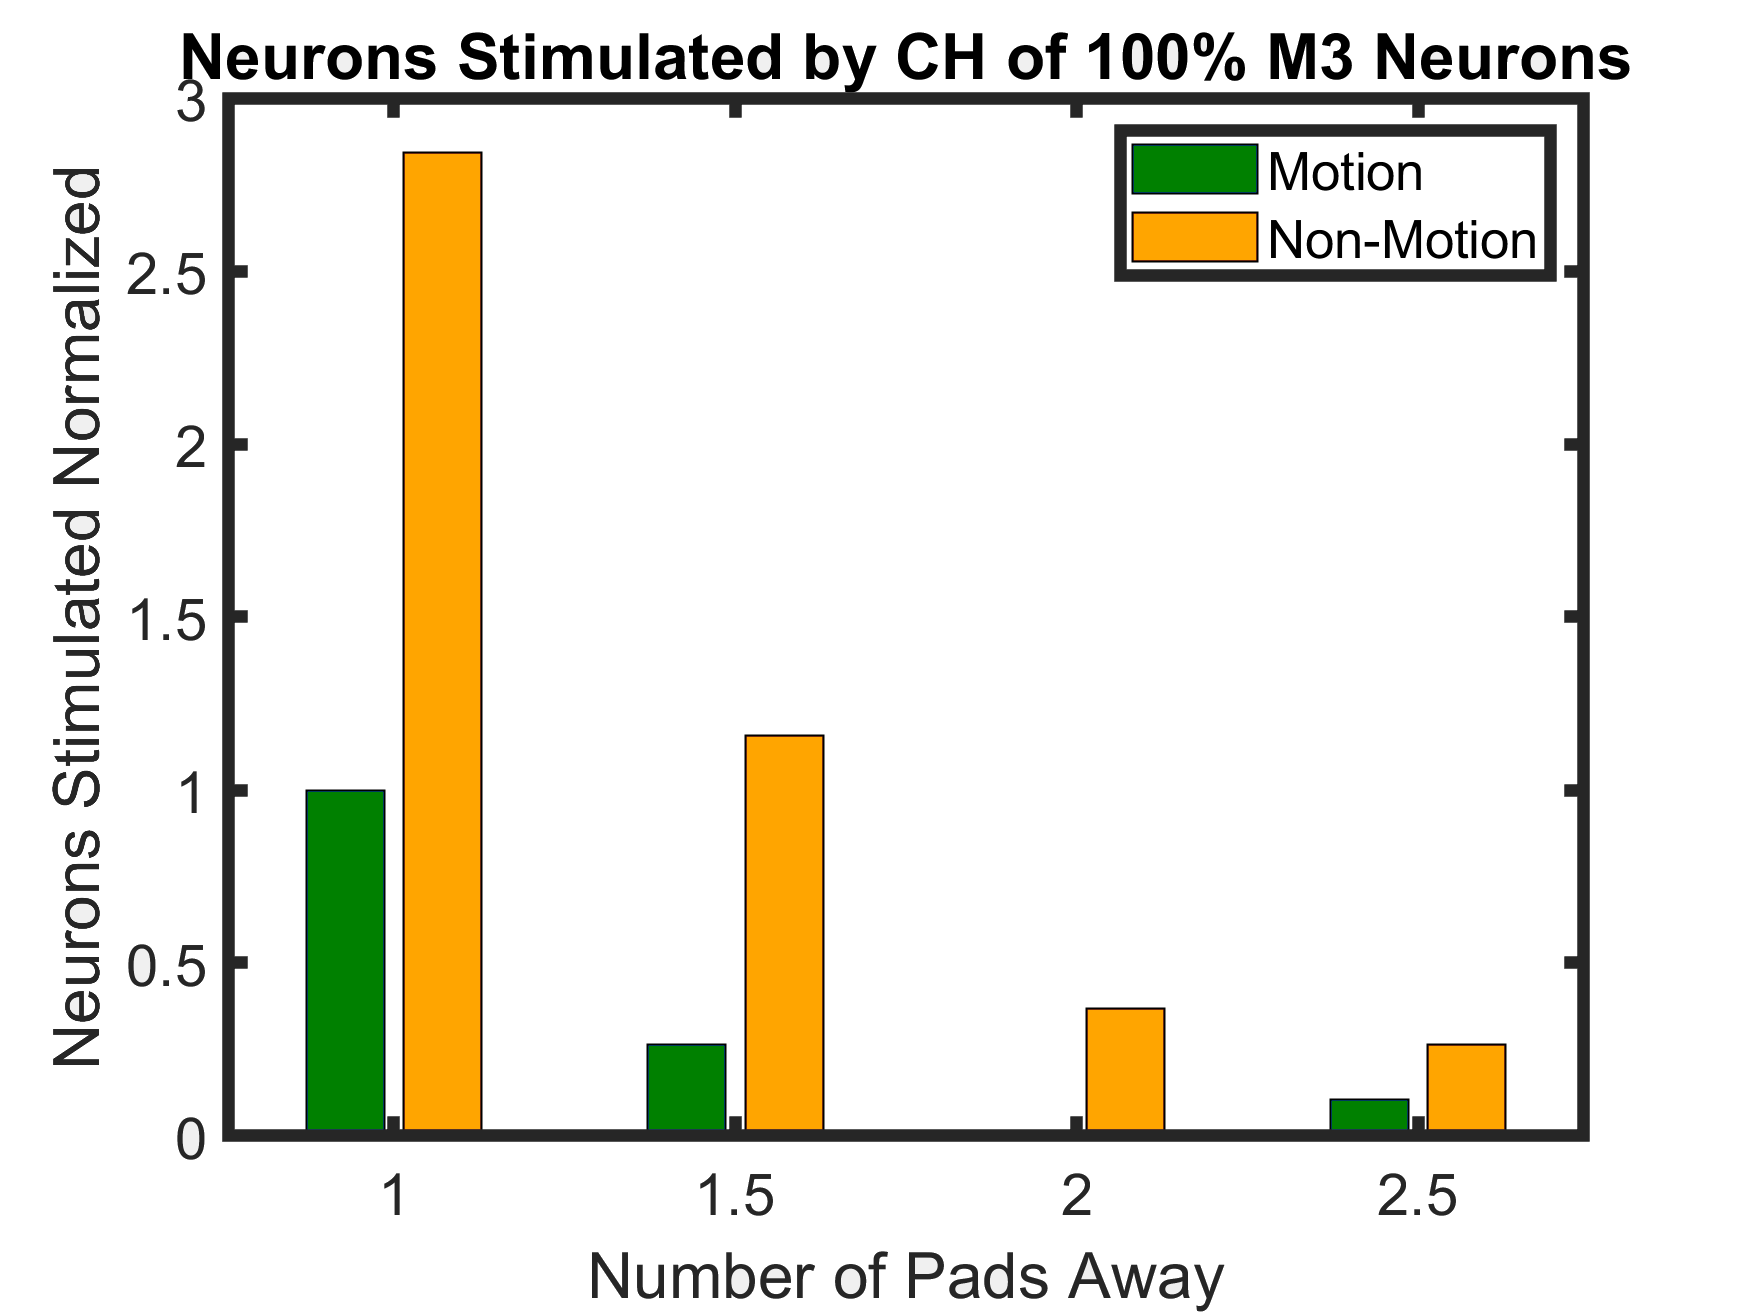 Neurons Stimulated by CH of 100% M3 Neurons
3
2.5
2
1.5
1
0.5
0
Neurons Stimulated Normalized
Motion
Non-Motion
1
1.5
2
2.5
Number of Pads Away